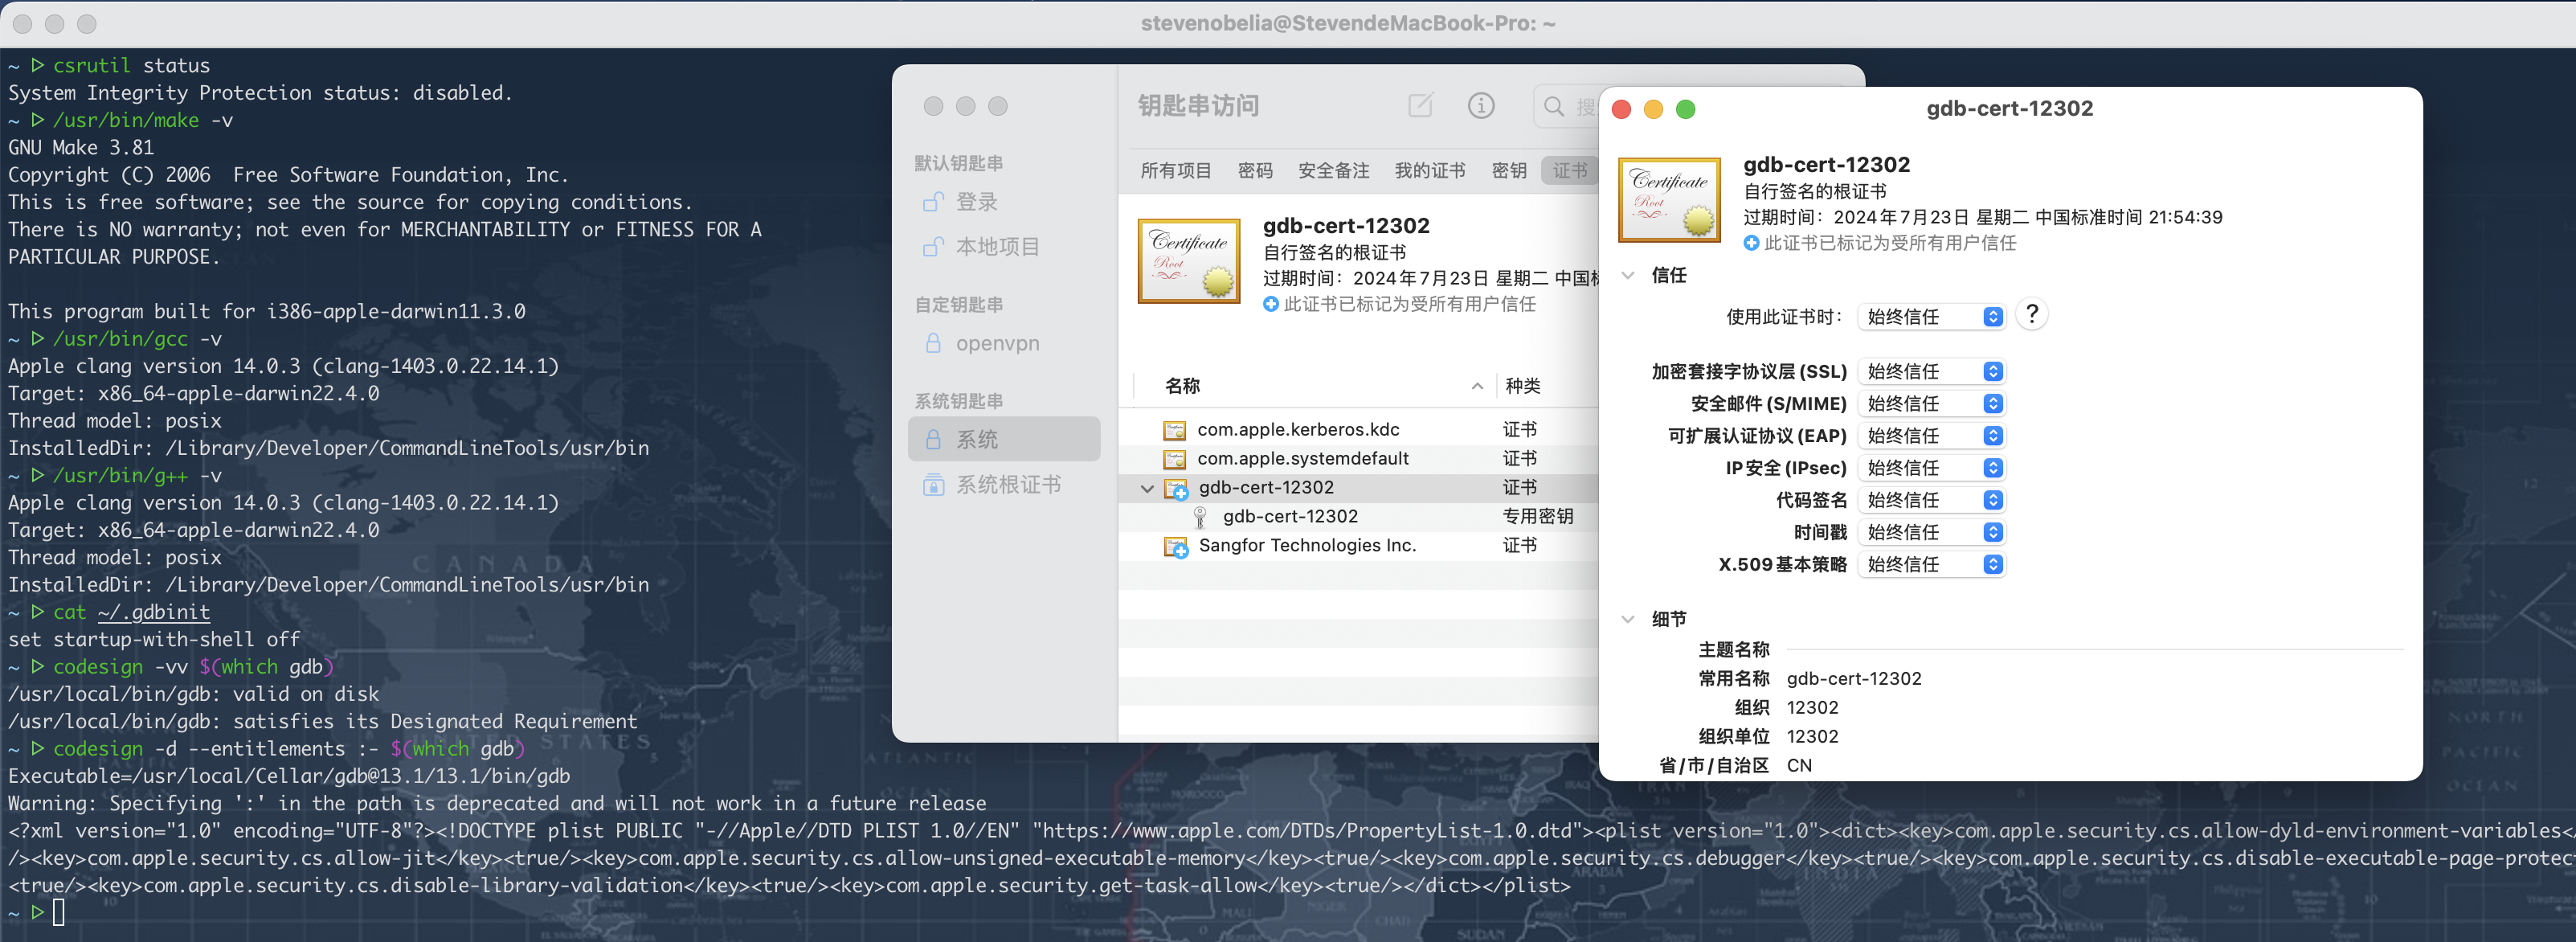 stevenobelia@StevendeMacBook-Pro: ~
~ ▷ csrutil status
System Integrity Protection status: disabled.
~ ▷ /usr/bin/make -v
GNU Make 3.81
Copyright (C) 2006  Free Software Foundation, Inc.
This is free software; see the source for copying conditions.
There is NO warranty; not even for MERCHANTABILITY or FITNESS FOR A
PARTICULAR PURPOSE.
This program built for i386-apple-darwin11.3.0
~ ▷ /usr/bin/gcc -v
Apple clang version 14.0.3 (clang-1403.0.22.14.1)
Target: x86_64-apple-darwin22.4.0
Thread model: posix
InstalledDir: /Library/Developer/CommandLineTools/usr/bin
~ ▷ /usr/bin/g++ -v
Apple clang version 14.0.3 (clang-1403.0.22.14.1)
Target: x86_64-apple-darwin22.4.0
Thread model: posix
InstalledDir: /Library/Developer/CommandLineTools/usr/bin
~ ▷ cat ~/.gdbinit
set startup-with-shell off
~ ▷ codesign -vv $(which gdb)
/usr/local/bin/gdb: valid on disk
/usr/local/bin/gdb: satisfies its Designated Requirement
~ ▷ codesign -d --entitlements :- $(which gdb)
Executable=/usr/local/Cellar/gdb@13.1/13.1/bin/gdb
Warning: Specifying ':' in the path is deprecated and will not work in a future release
<?xml version="1.0" encoding="UTF-8"?><!DOCTYPE plist PUBLIC "-//Apple//DTD PLIST 1.0//EN" "https://www.apple.com/DTDs/PropertyList-1.0.dtd"><plist version="1.0"><dict><key>com.apple.security.cs.allow-dyld-environment-variables</
/><key>com.apple.security.cs.allow-jit</key><true/><key>com.apple.security.cs.allow-unsigned-executable-memory</key><true/><key>com.apple.security.cs.debugger</key><true/><key>com.apple.security.cs.disable-executable-page-protec
<true/><key>com.apple.security.cs.disable-library-validation</key><true/><key>com.apple.security.get-task-allow</key><true/></dict></plist>
~ ▷
钥匙串访问
搜
默认钥匙串
登录
本地项目
自定钥匙串
openvpn
系统钥匙串
系统
系统根证书
所有项目 密码 安全备注 我的证书 密钥 证书
Certificate
Root
gdb-cert-12302
自行签名的根证书
过期时间：2024年7月23日 星期二 中国标
此证书已标记为受所有用户信任
名称 种类
com.apple.kerberos.kdc 证书
com.apple.systemdefault 证书
gdb-cert-12302 证书
gdb-cert-12302 专用密钥
Sangfor Technologies Inc. 证书
gdb-cert-12302
Certificate
Root
gdb-cert-12302
自行签名的根证书
过期时间：2024年7月23日 星期二 中国标准时间 21:54:39
此证书已标记为受所有用户信任
信任
使用此证书时： 始终信任 ?
加密套接字协议层 (SSL) 始终信任
安全邮件 (S/MIME) 始终信任
可扩展认证协议 (EAP) 始终信任
IP 安全 (IPsec) 始终信任
代码签名 始终信任
时间戳 始终信任
X.509 基本策略 始终信任
细节
主题名称
常用名称 gdb-cert-12302
组织 12302
组织单位 12302
省/市/自治区 CN
CANADA
UNITED STATES
ATLANTIC
OCEAN
NORTH
PACIFIC
OCEAN